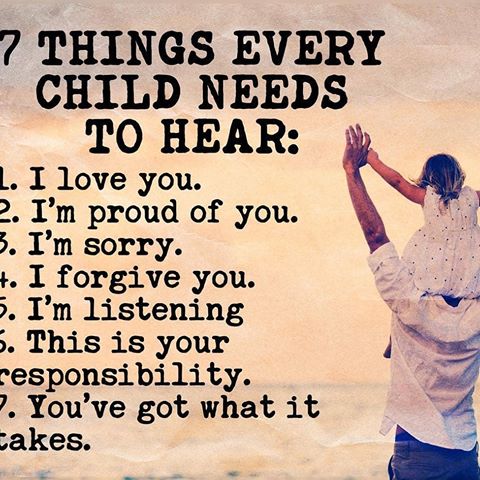 7 THINGS EVERY
CHILD NEEDS
TO HEAR:
1. I love you.
2. I'm proud of you.
3. I'm sorry.
4. I forgive you.
5. I'm listening
6. This is your
responsibility.
7. You've got what it
takes.